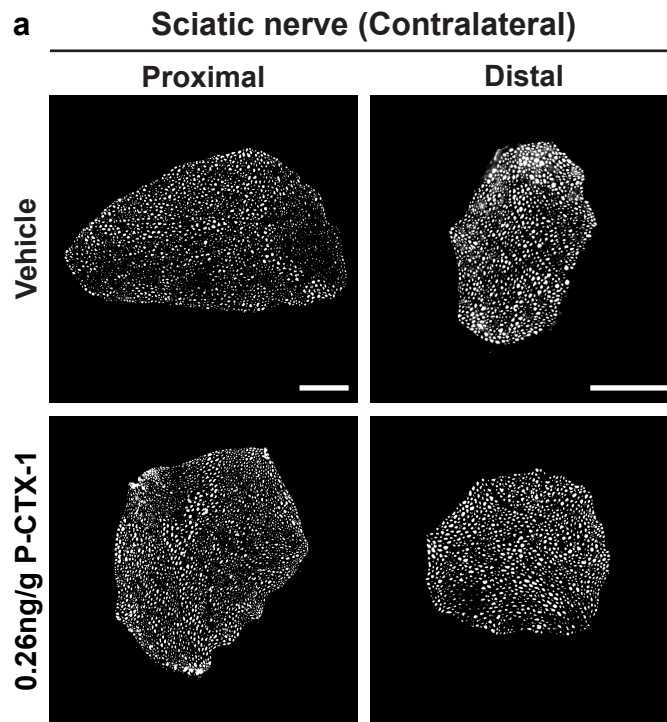 a
Sciatic nerve (Contralateral)
Proximal
Distal
Vehicle
0.26ng/g P-CTX-1